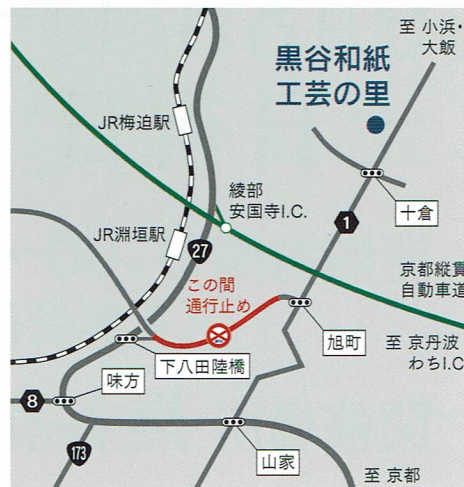 至 小浜・
大飯
黒谷和紙
工芸の里
JR梅迫駅
綾部
安国寺I.C.
十倉
1
JR淵垣駅
27
この間
通行止め
京都縦貫
自動車道
旭町
至 京丹波
わちI.C
下八田陸橋
味方
8
173
山家
至 京都